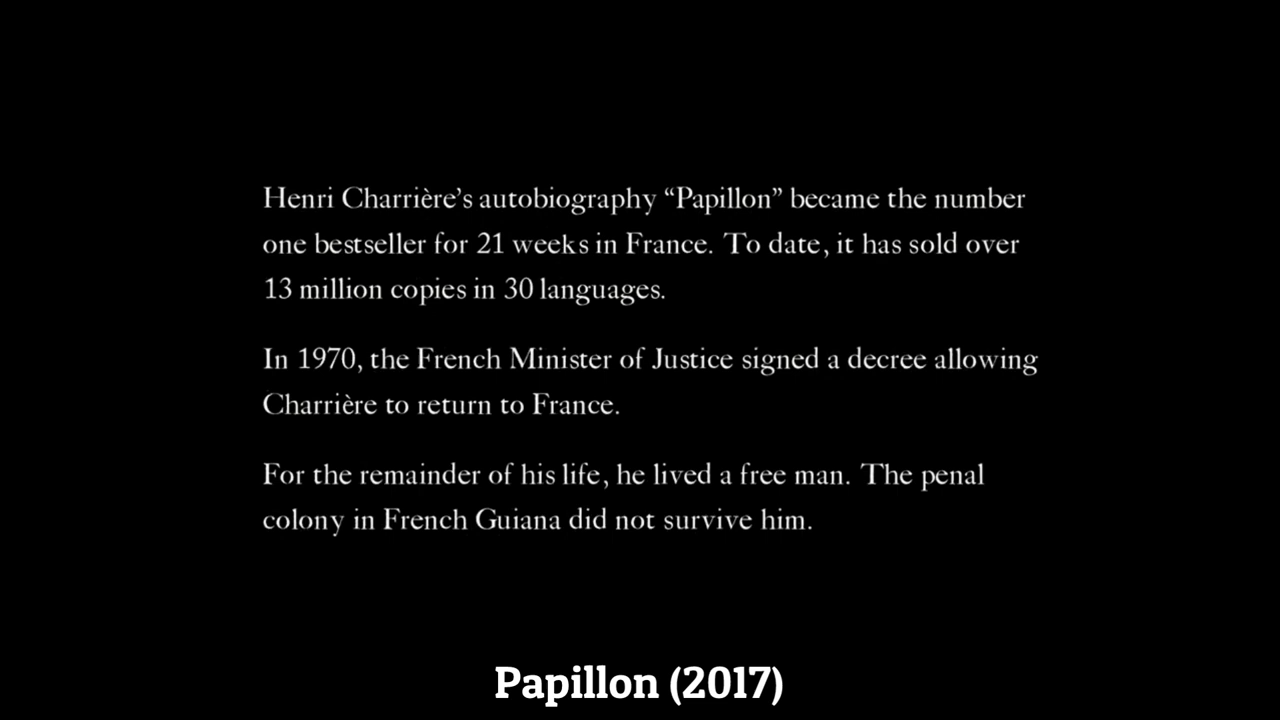 Henri Charrière’s autobiography “Papillon” became the number
one bestseller for 21 weeks in France. To date, it has sold over
13 million copies in 30 languages.
In 1970, the French Minister of Justice signed a decree allowing
Charrière to return to France.
For the remainder of his life, he lived a free man. The penal
colony in French Guiana did not survive him.
Papillon (2017)